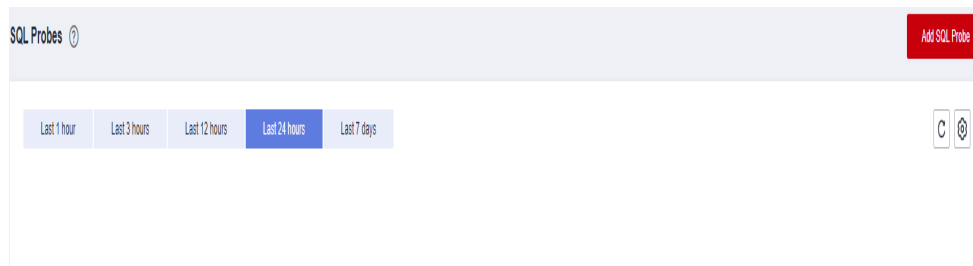 SQL Probes ?
Add SQL Probe
Last 1 hour Last 3 hours Last 12 hours Last 24 hours Last 7 days